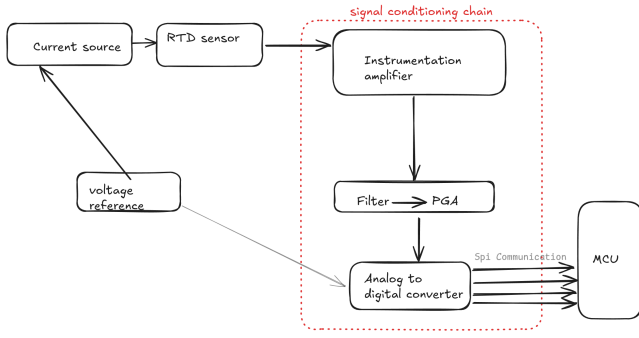 signal conditioning chain
Current source
RTD sensor
Instrumentation
amplifier
voltage
reference
Filter PGA
Spi Communication
MCU
Analog to
digital converter